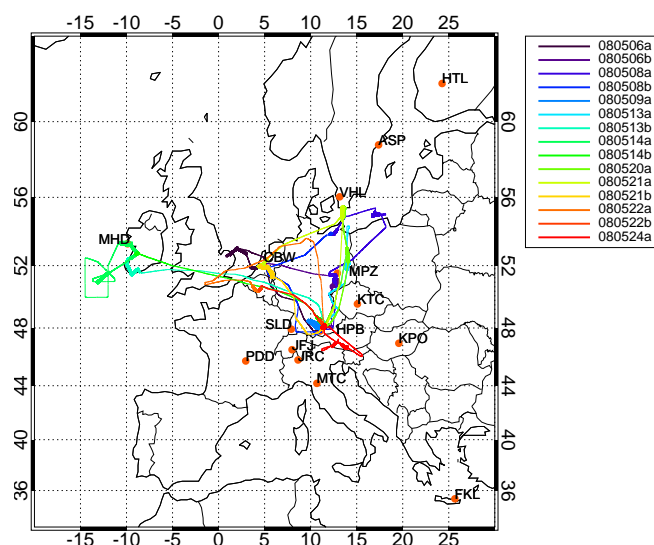 -15 -10 -5 0 5 10 15 20 25
080506a
080506b
080508a
080508b
080509a
080513a
080513b
080514a
080514b
080520a
080521a
080521b
080522a
080522b
080524a
HTL
60 60
ASP
56 VHL 56
MHD
52 CBW MPZ 52
KTC
48 SLD HPB 48
KPO
JFJ
PDD JRC
44 MTC 44
40 40
36 FKL 36
-15 -10 -5 0 5 10 15 20 25